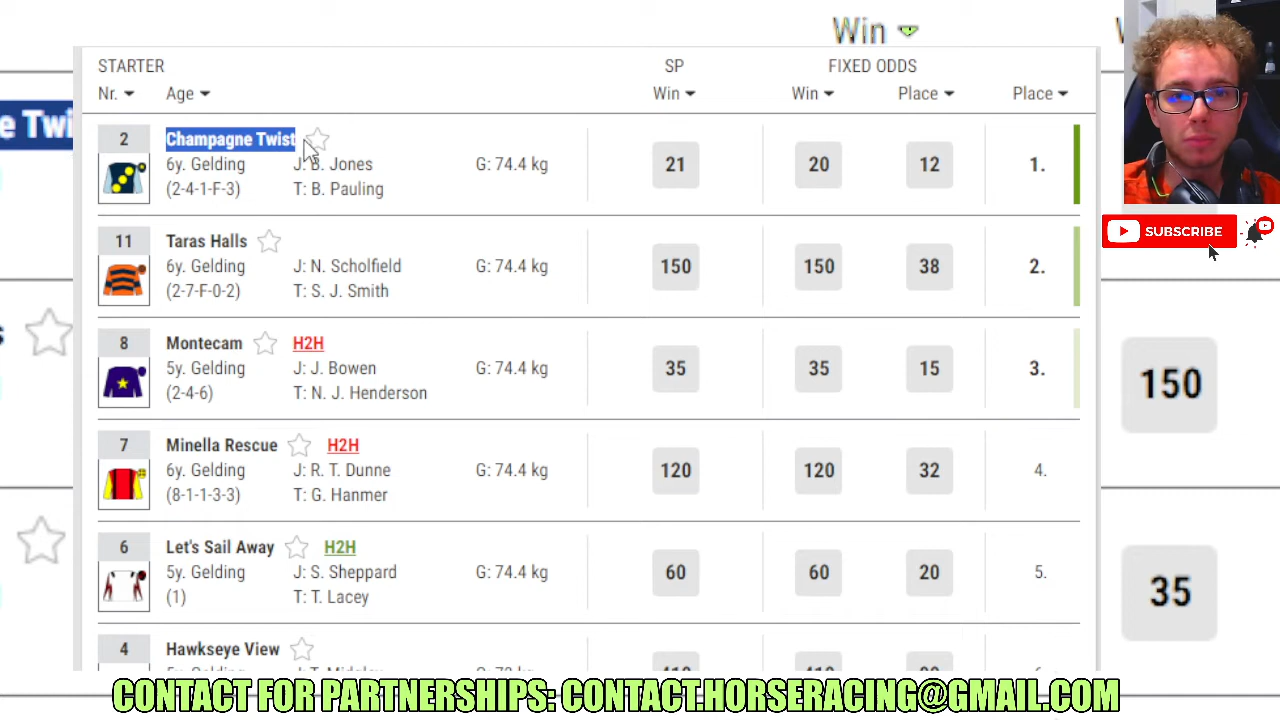 Win
STARTER SP FIXED ODDS
Nr. Age Win Win Place Place
2 Champagne Twist
6y. Gelding J: B. Jones G: 74.4 kg 21 20 12 1.
(2-4-1-F-3) T: B. Pauling
11 Taras Halls
6y. Gelding J: N. Scholfield G: 74.4 kg 150 150 38 2.
(2-7-F-0-2) T: S. J. Smith
8 Montecam H2H
5y. Gelding J: J. Bowen G: 74.4 kg 35 35 15 3.
(2-4-6) T: N. J. Henderson
7 Minella Rescue H2H
6y. Gelding J: R. T. Dunne G: 74.4 kg 120 120 32 4.
(8-1-1-3-3) T: G. Hanmer
6 Let's Sail Away H2H
5y. Gelding J: S. Sheppard G: 74.4 kg 60 60 20 5.
(1) T: T. Lacey
4 Hawkseye View
e Twi
SUBSCRIBE
150
35
CONTACT FOR PARTNERSHIPS: CONTACT.HORSERACING@GMAIL.COM